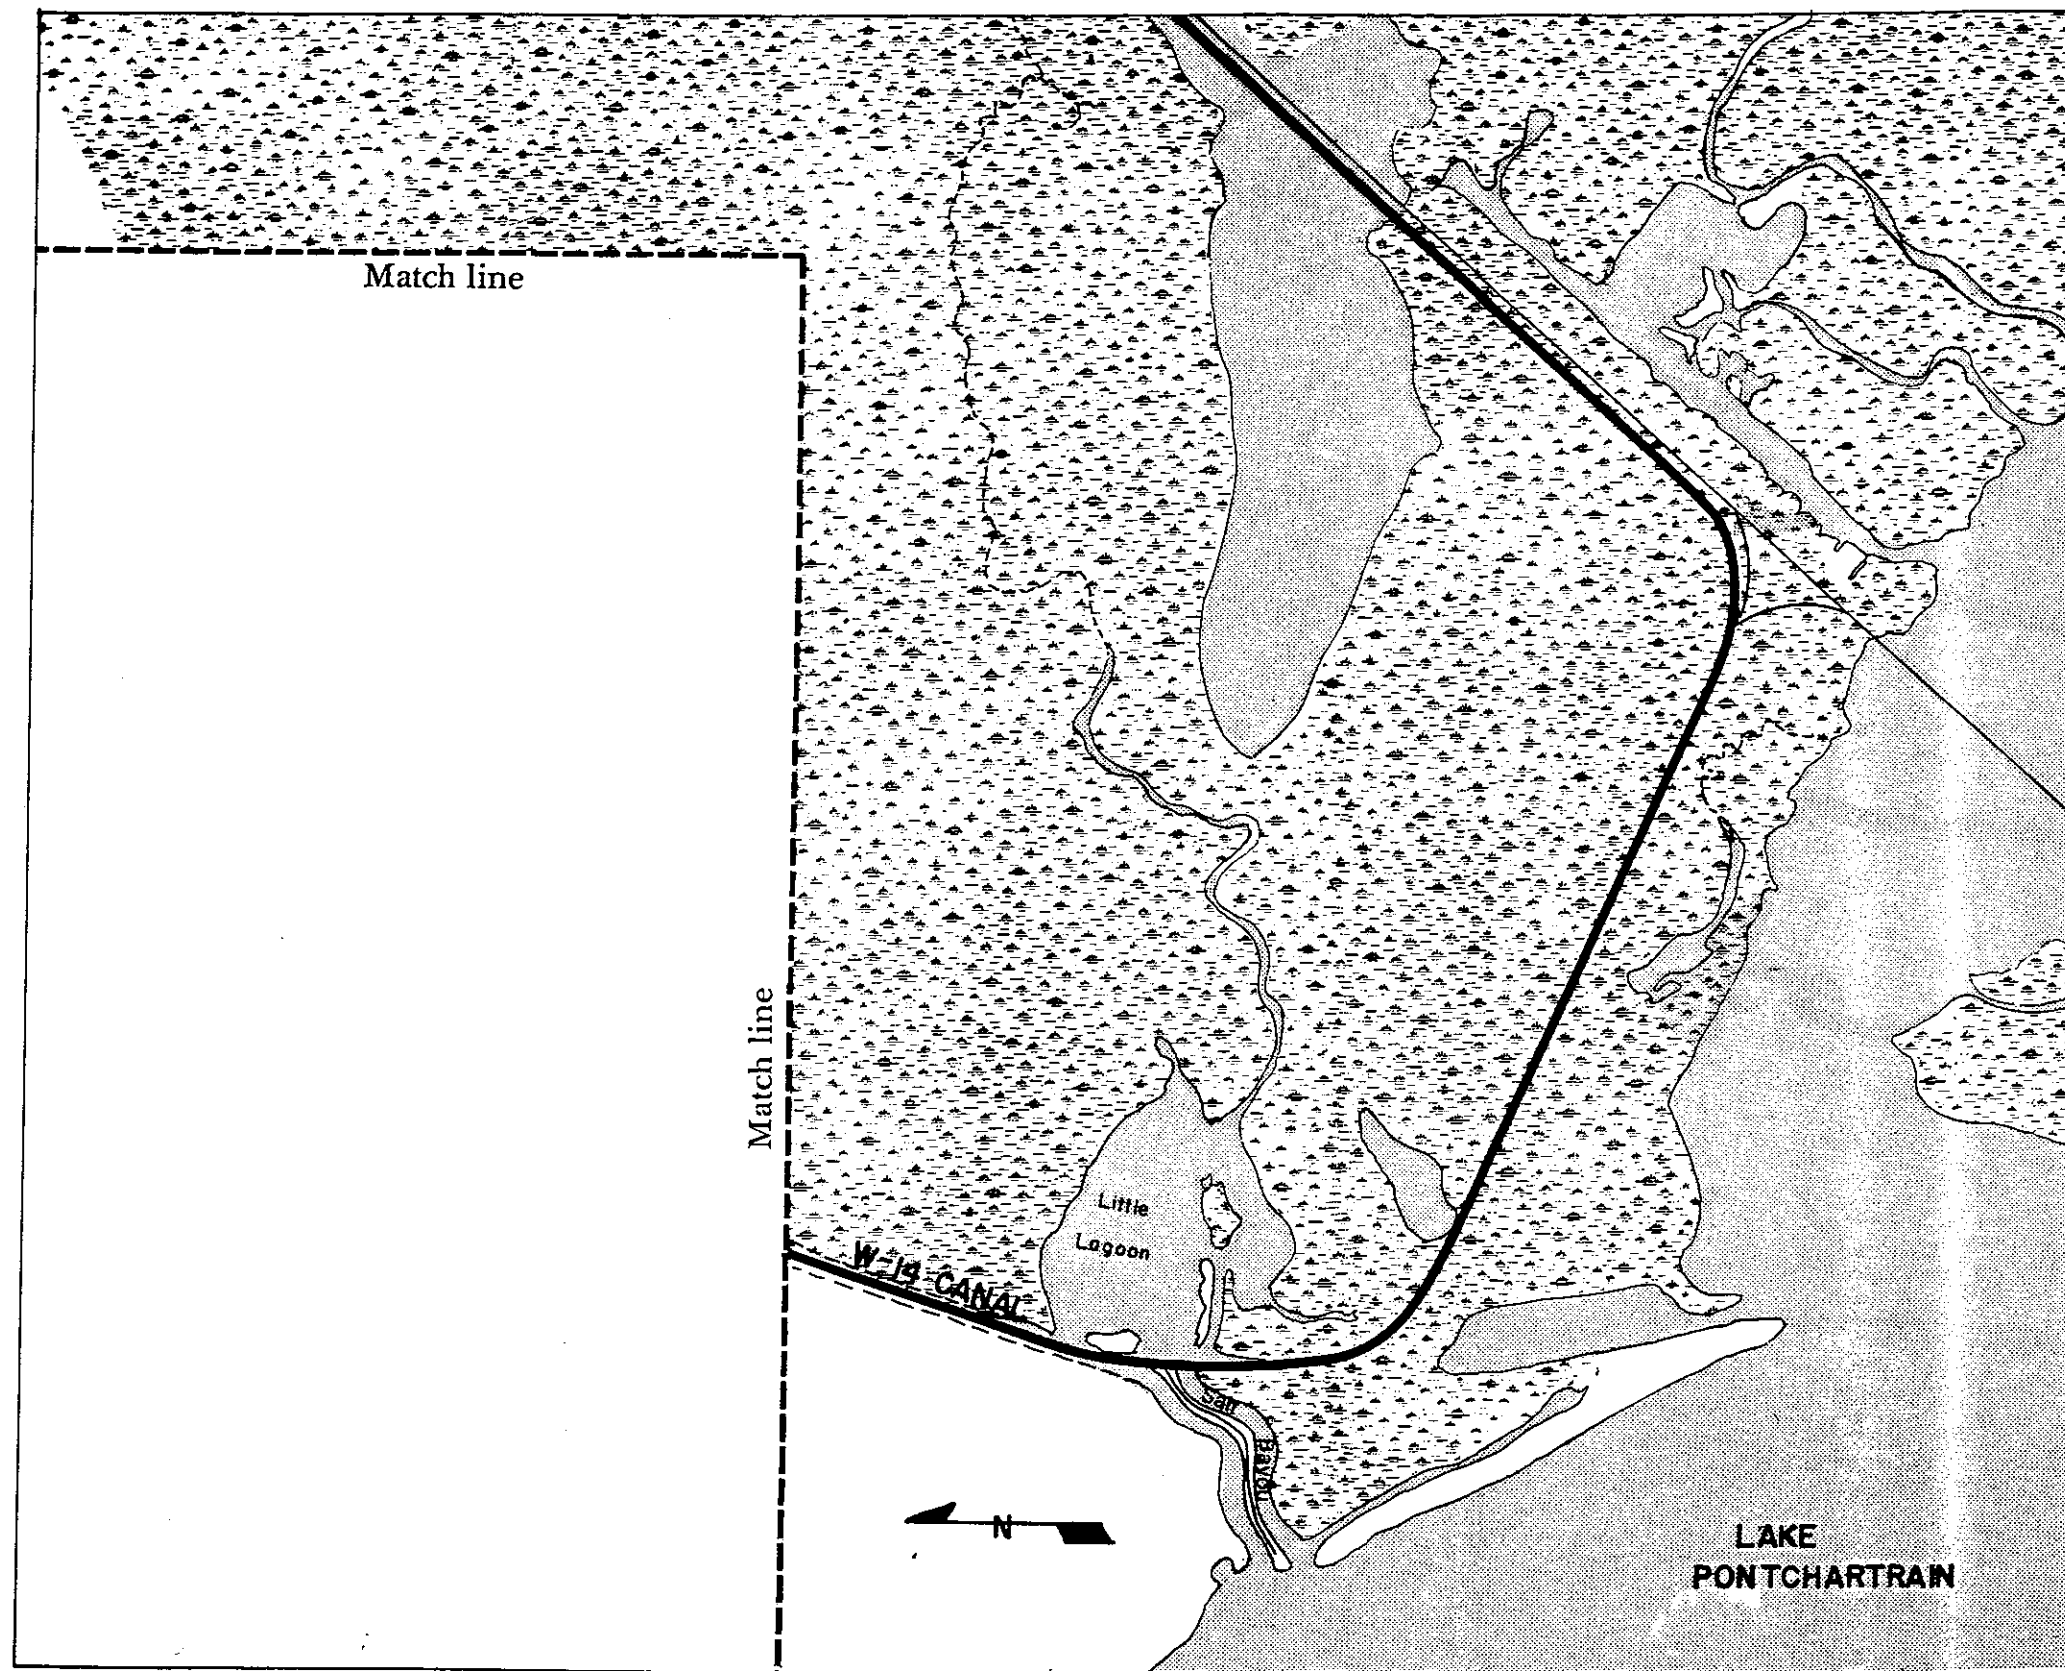 Match line
Match line
Little
Lagoon
W-14 CANAL
Salt
Bayou
N
LAKE
PONTCHARTRAIN